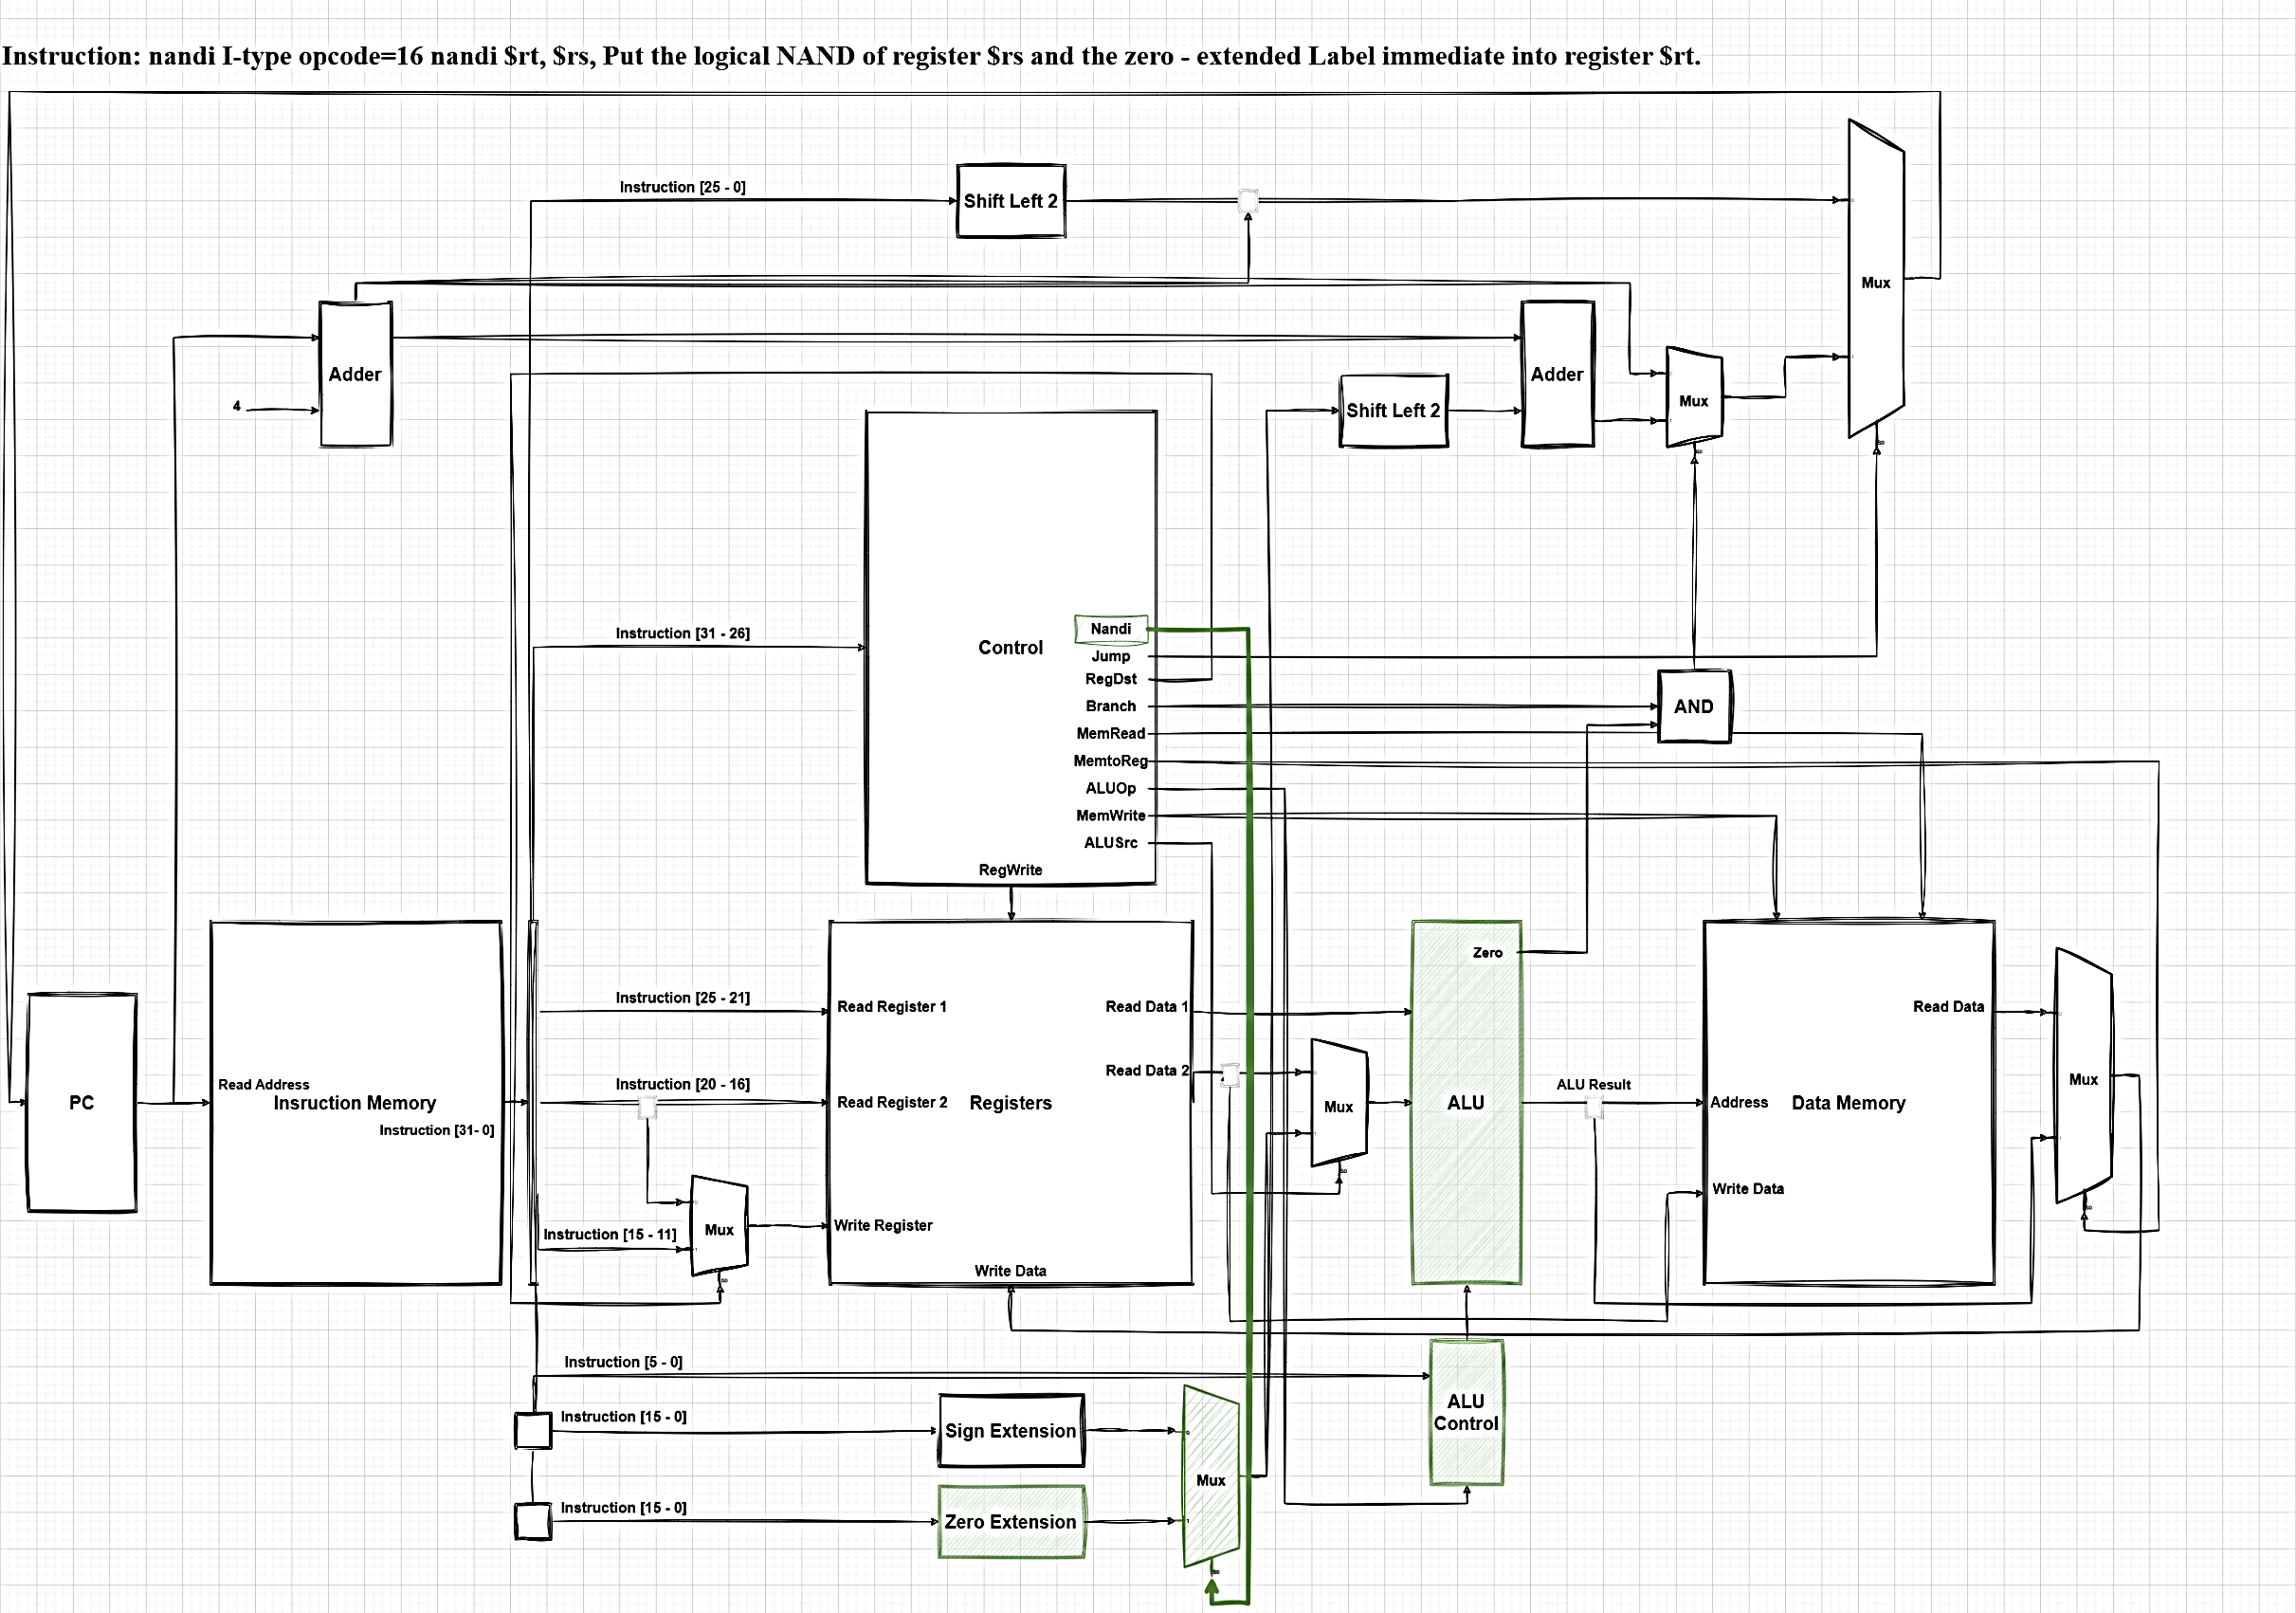 Instruction: nandi I-type opcode=16 nandi $rt, $rs, Put the logical NAND of register $rs and the zero - extended Label immediate into register $rt.
Instruction [25 - 0]
Shift Left 2
Mux
Adder
4
Adder
Shift Left 2
Mux
Instruction [31 - 26]
Control
Nandi
Jump
RegDst
Branch
MemRead
MemtoReg
ALUOp
MemWrite
ALUSrc
RegWrite
AND
PC
Read Address
Insruction Memory
Instruction [31- 0]
Instruction [25 - 21]
Instruction [20 - 16]
Instruction [15 - 11]
Mux
Read Register 1
Read Register 2
Registers
Write Register
Write Data
Read Data 1
Read Data 2
Mux
Zero
ALU
ALU Result
Address
Data Memory
Write Data
Read Data
Mux
Instruction [5 - 0]
Instruction [15 - 0]
Sign Extension
Instruction [15 - 0]
Zero Extension
Mux
ALU
Control